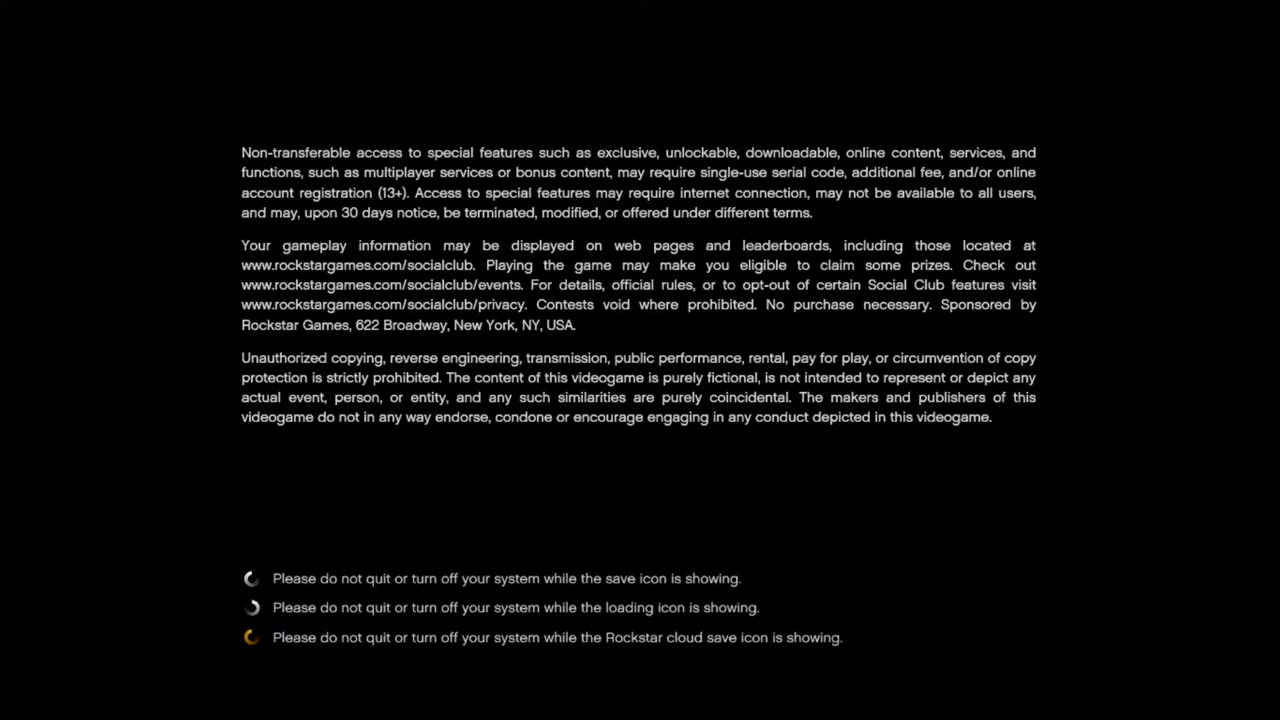 Non-transferable access to special features such as exclusive, unlockable, downloadable, online content, services, and
functions, such as multiplayer services or bonus content, may require single-use serial code, additional fee, and/or online
account registration (13+). Access to special features may require internet connection, may not be available to all users,
and may, upon 30 days notice, be terminated, modified, or offered under different terms.
Your gameplay information may be displayed on web pages and leaderboards, including those located at
www.rockstargames.com/socialclub. Playing the game may make you eligible to claim some prizes. Check out
www.rockstargames.com/socialclub/events. For details, official rules, or to opt-out of certain Social Club features visit
www.rockstargames.com/socialclub/privacy. Contests void where prohibited. No purchase necessary. Sponsored by
Rockstar Games, 622 Broadway, New York, NY, USA.
Unauthorized copying, reverse engineering, transmission, public performance, rental, pay for play, or circumvention of copy
protection is strictly prohibited. The content of this videogame is purely fictional, is not intended to represent or depict any
actual event, person, or entity, and any such similarities are purely coincidental. The makers and publishers of this
videogame do not in any way endorse, condone or encourage engaging in any conduct depicted in this videogame.
Please do not quit or turn off your system while the save icon is showing.
Please do not quit or turn off your system while the loading icon is showing.
Please do not quit or turn off your system while the Rockstar cloud save icon is showing.